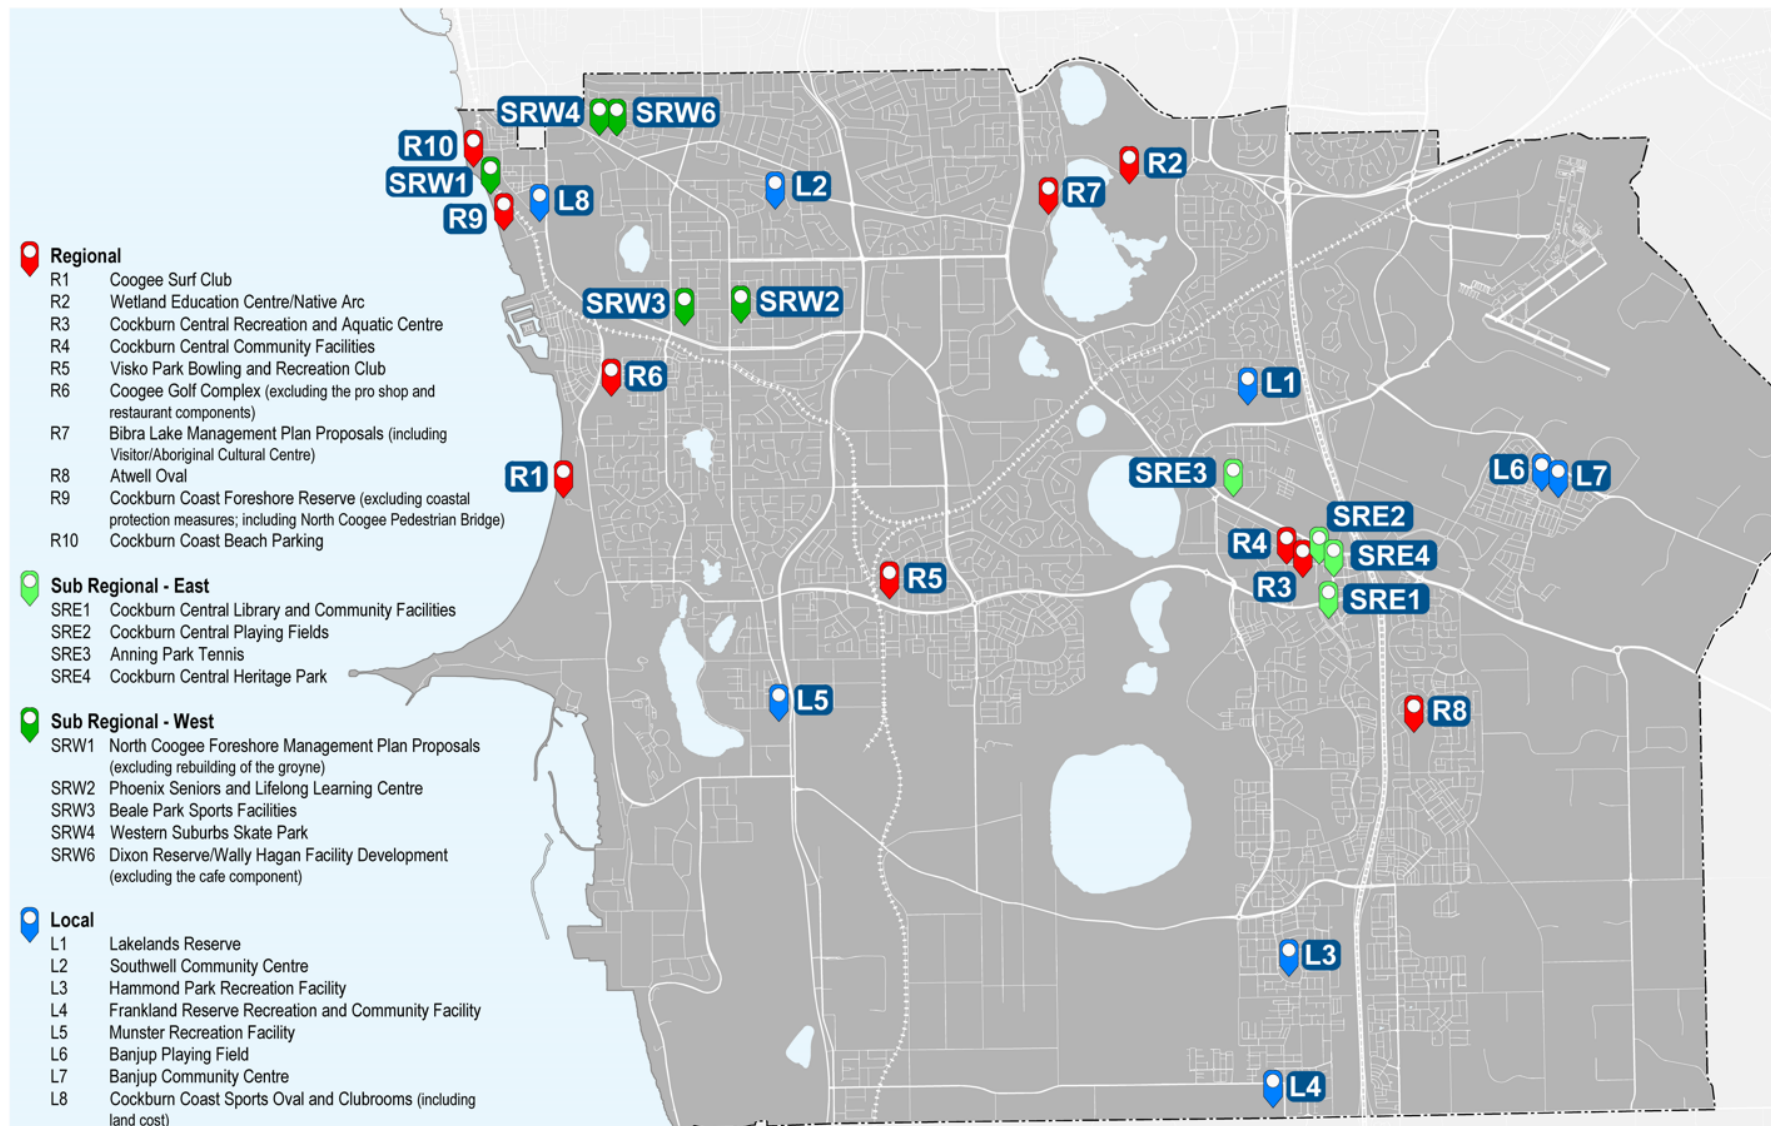 SRW4
SRW6
R10
SRW1
R9
L8
L2
R7
R2
SRW3
SRW2
R6
L1
R1
SRE3
L6
L7
SRE2
R4
SRE4
R3
SRE1
R5
L5
R8
L3
L4
Regional
R1 Coogee Surf Club
R2 Wetland Education Centre/Native Arc
R3 Cockburn Central Recreation and Aquatic Centre
R4 Cockburn Central Community Facilities
R5 Visko Park Bowling and Recreation Club
R6 Coogee Golf Complex (excluding the pro shop and
restaurant components)
R7 Bibra Lake Management Plan Proposals (including
Visitor/Aboriginal Cultural Centre)
R8 Atwell Oval
R9 Cockburn Coast Foreshore Reserve (excluding coastal
protection measures; including North Coogee Pedestrian Bridge)
R10 Cockburn Coast Beach Parking
Sub Regional - East
SRE1 Cockburn Central Library and Community Facilities
SRE2 Cockburn Central Playing Fields
SRE3 Anning Park Tennis
SRE4 Cockburn Central Heritage Park
Sub Regional - West
SRW1 North Coogee Foreshore Management Plan Proposals
(excluding rebuilding of the groyne)
SRW2 Phoenix Seniors and Lifelong Learning Centre
SRW3 Beale Park Sports Facilities
SRW4 Western Suburbs Skate Park
SRW6 Dixon Reserve/Wally Hagan Facility Development
(excluding the cafe component)
Local
L1 Lakelands Reserve
L2 Southwell Community Centre
L3 Hammond Park Recreation Facility
L4 Frankland Reserve Recreation and Community Facility
L5 Munster Recreation Facility
L6 Banjup Playing Field
L7 Banjup Community Centre
L8 Cockburn Coast Sports Oval and Clubrooms (including
land cost)